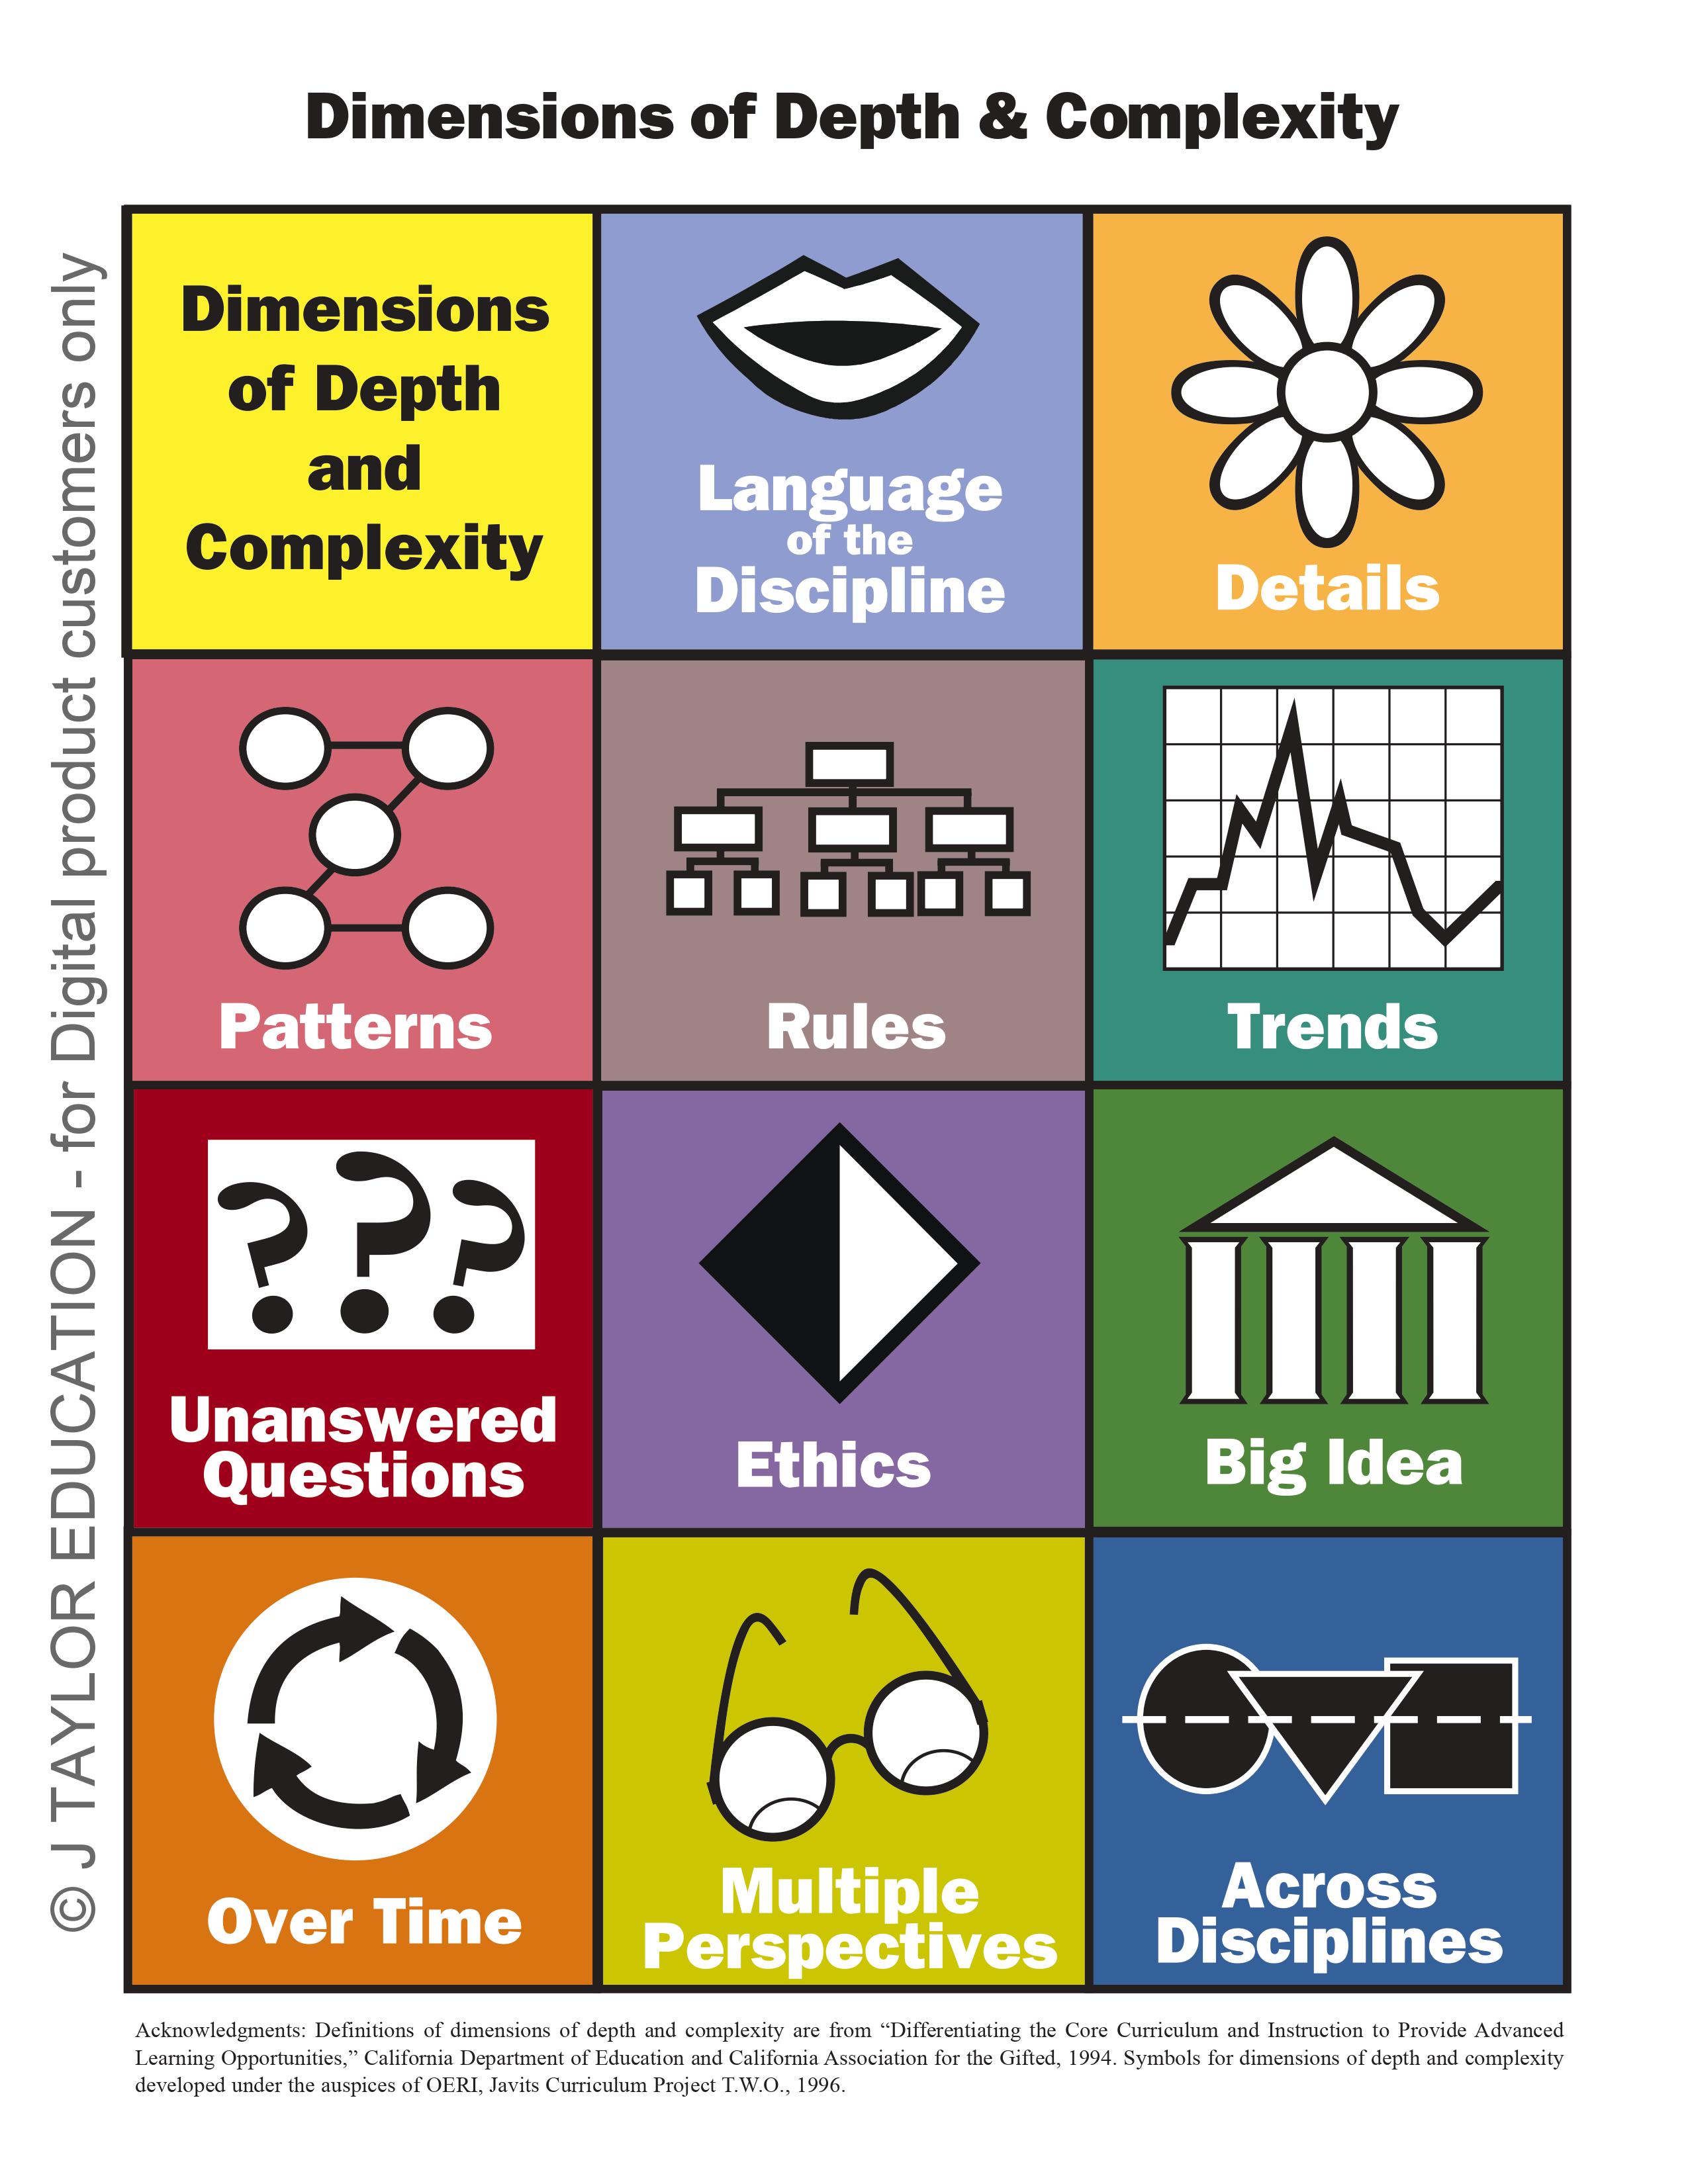 Dimensions of Depth & Complexity
Dimensions
of Depth
and
Complexity
Language
of the
Discipline
Details
Patterns
Rules
Trends
? ? ?
Unanswered
Questions
Ethics
Big Idea
Over Time
Multiple
Perspectives
Across
Disciplines
© J TAYLOR EDUCATION - for Digital product customers only
Acknowledgments: Definitions of dimensions of depth and complexity are from “Differentiating the Core Curriculum and Instruction to Provide Advanced
Learning Opportunities,” California Department of Education and California Association for the Gifted, 1994. Symbols for dimensions of depth and complexity
developed under the auspices of OERI, Javits Curriculum Project T.W.O., 1996.